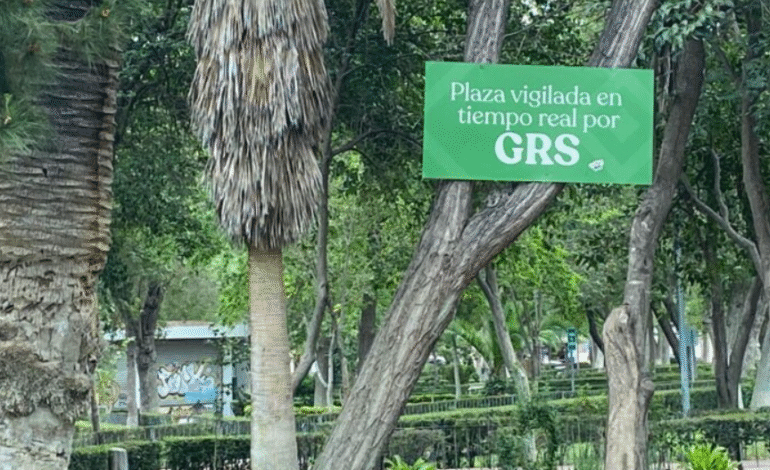 Plaza vigilada en
tiempo real por
GRS